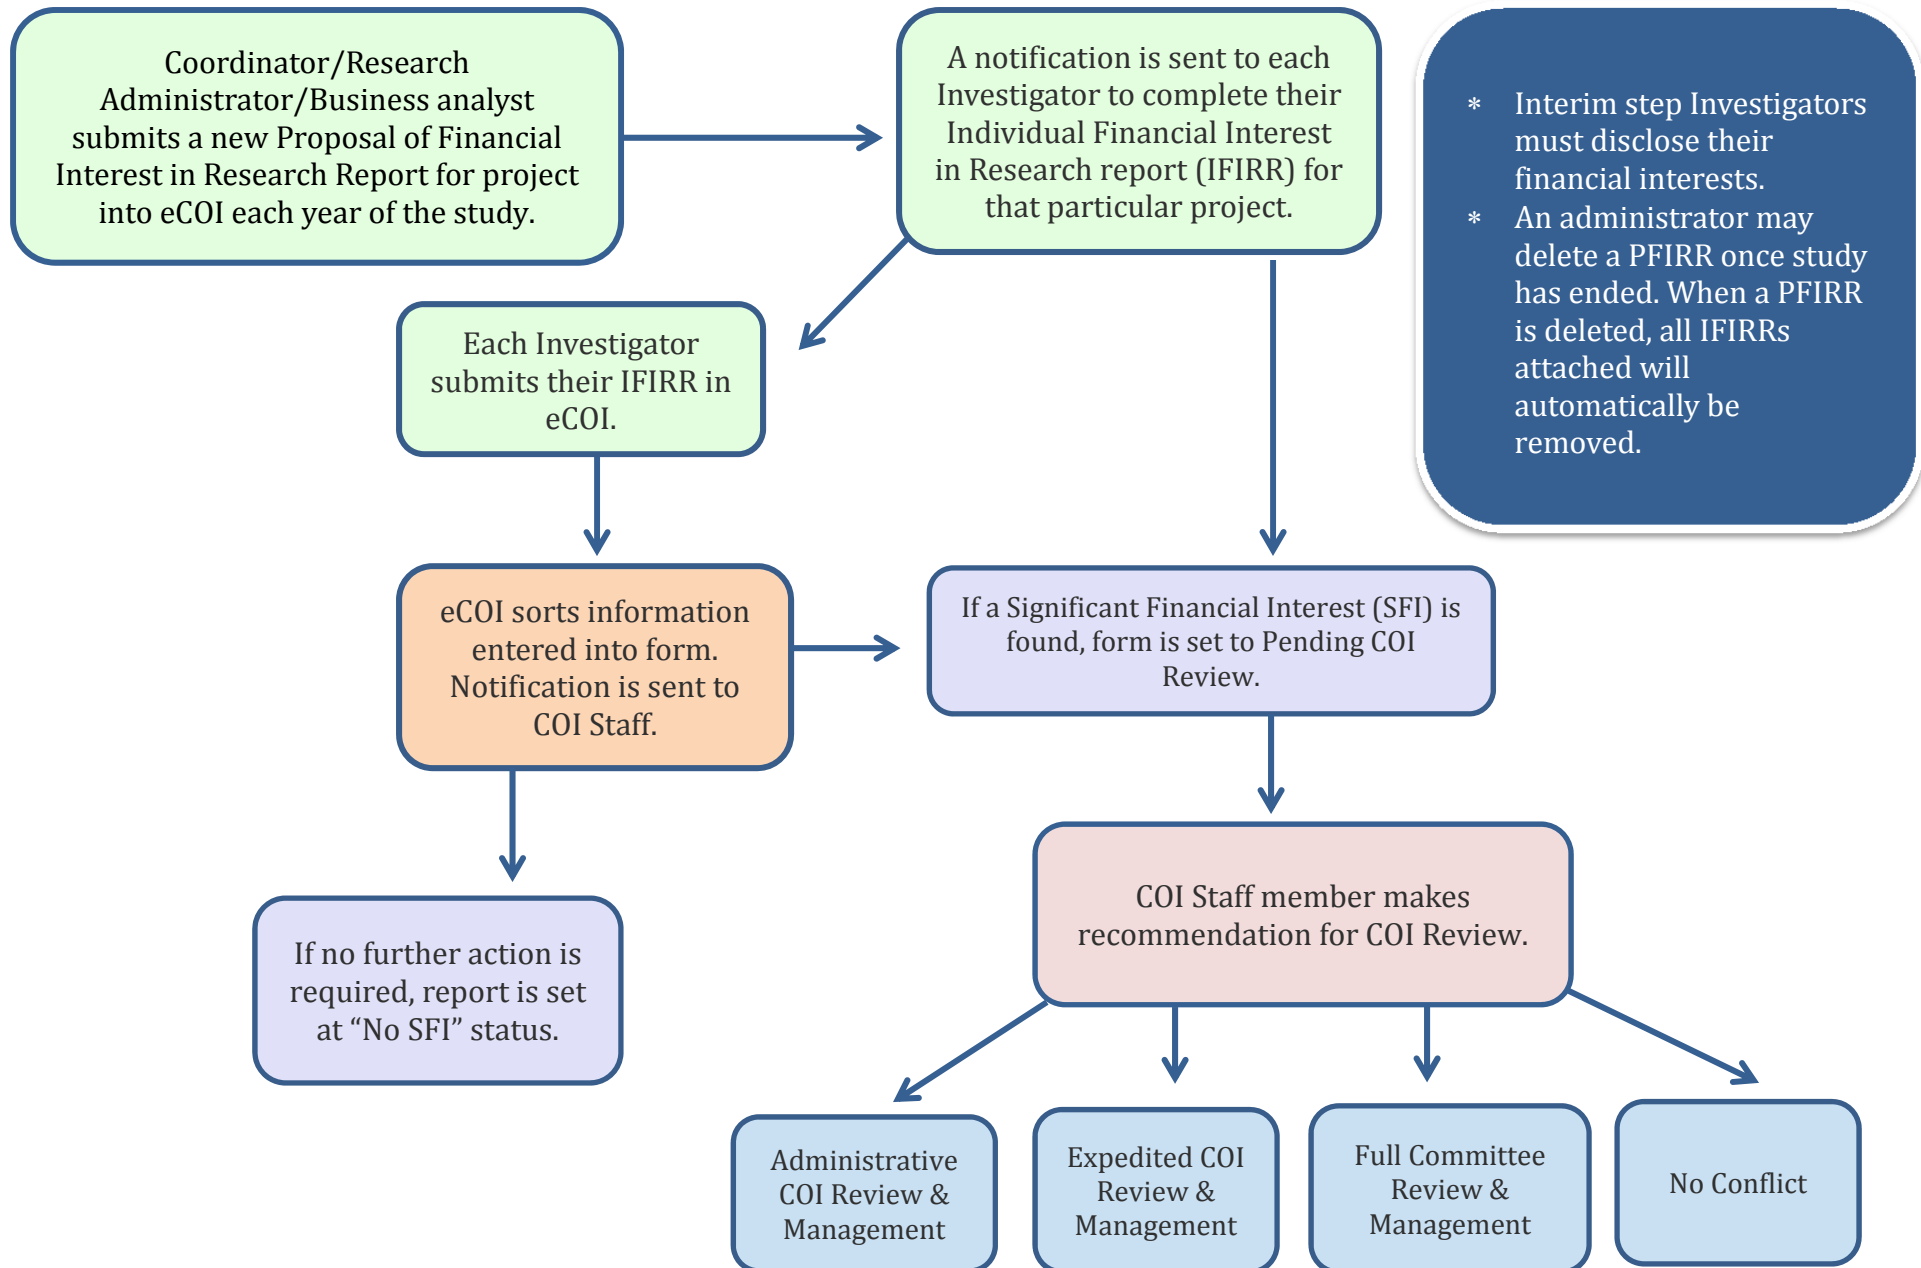 Coordinator/Research
Administrator/Business analyst
submits a new Proposal of Financial
Interest in Research Report for project
into eCOI each year of the study.
A notification is sent to each
Investigator to complete their
Individual Financial Interest
in Research report (IFIRR) for
that particular project.
* Interim step Investigators
must disclose their
financial interests.
* An administrator may
delete a PFIRR once study
has ended. When a PFIRR
is deleted, all IFIRRs
attached will
automatically be
removed.
Each Investigator
submits their IFIRR in
eCOI.
eCOI sorts information
entered into form.
Notification is sent to
COI Staff.
If a Significant Financial Interest (SFI) is
found, form is set to Pending COI
Review.
COI Staff member makes
recommendation for COI Review.
If no further action is
required, report is set
at “No SFI” status.
Administrative
COI Review &
Management
Expedited COI
Review &
Management
Full Committee
Review &
Management
No Conflict